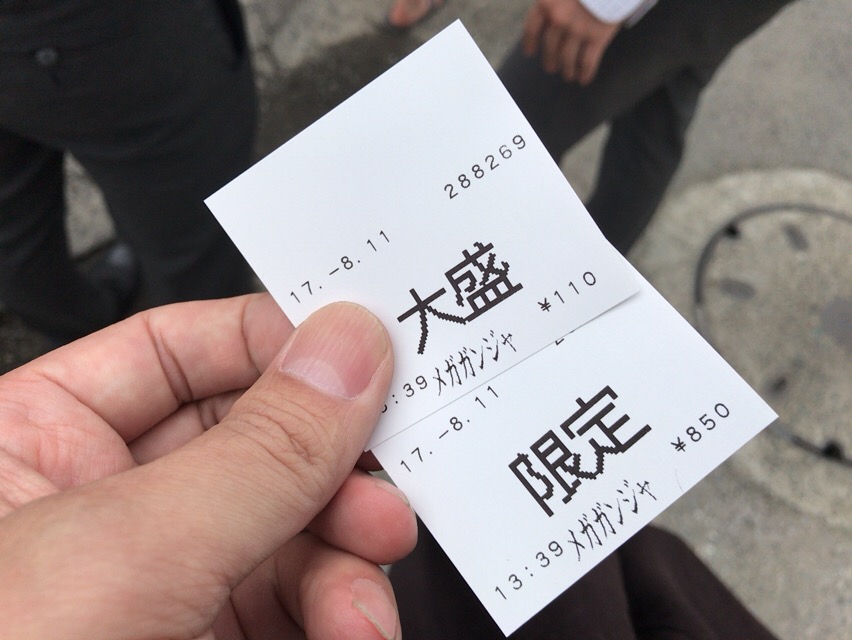 288269
17.-8.11
大盛
¥110
:39 メガガンジャ
17.-8.11
限定
¥850
13:39 メガガンジャ